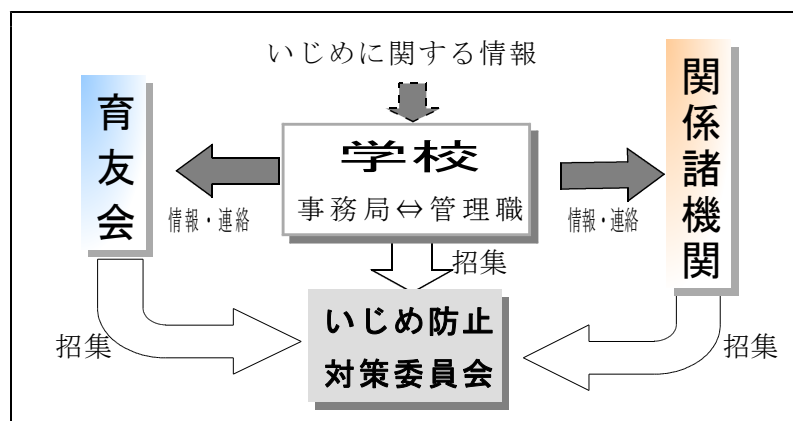 いじめに関する情報
育友会
学校
事務局⇔管理職
関係諸機関
情報・連絡
情報・連絡
招集
招集
いじめ防止
対策委員会
招集